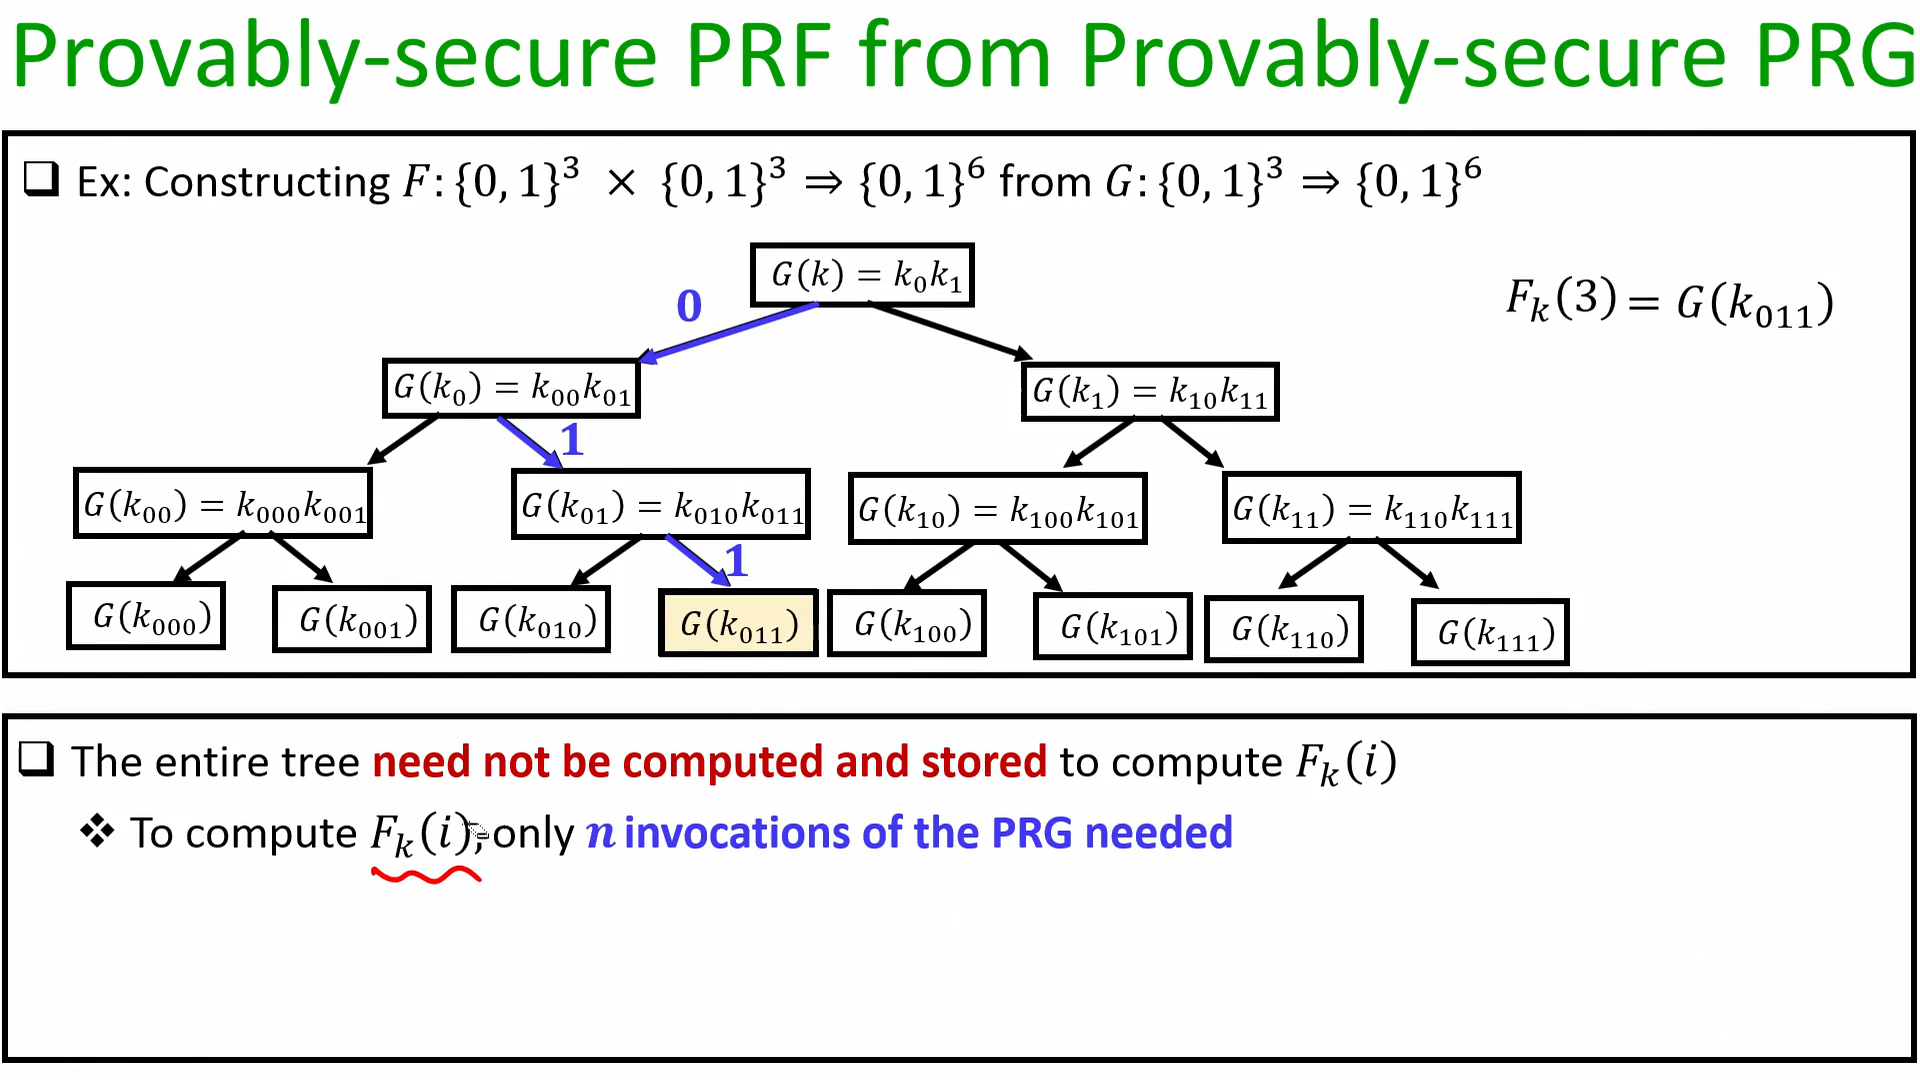 Provably-secure PRF from Provably-secure PRG
❑ Ex: Constructing F: {0, 1}³ × {0, 1}³ ⇒ {0, 1}⁶ from G: {0, 1}³ ⇒ {0, 1}⁶
G(k) = k₀k₁
F_k(3) = G(k₀₁₁)
0
G(k₀) = k₀₀k₀₁
G(k₁) = k₁₀k₁₁
1
G(k₀₀) = k₀₀₀k₀₀₁
G(k₀₁) = k₀₁₀k₀₁₁
G(k₁₀) = k₁₀₀k₁₀₁
G(k₁₁) = k₁₁₀k₁₁₁
1
G(k₀₀₀)
G(k₀₀₁)
G(k₀₁₀)
G(k₀₁₁)
G(k₁₀₀)
G(k₁₀₁)
G(k₁₁₀)
G(k₁₁₁)
❑ The entire tree need not be computed and stored to compute F_k(i)
❖ To compute F_k(i), only n invocations of the PRG needed